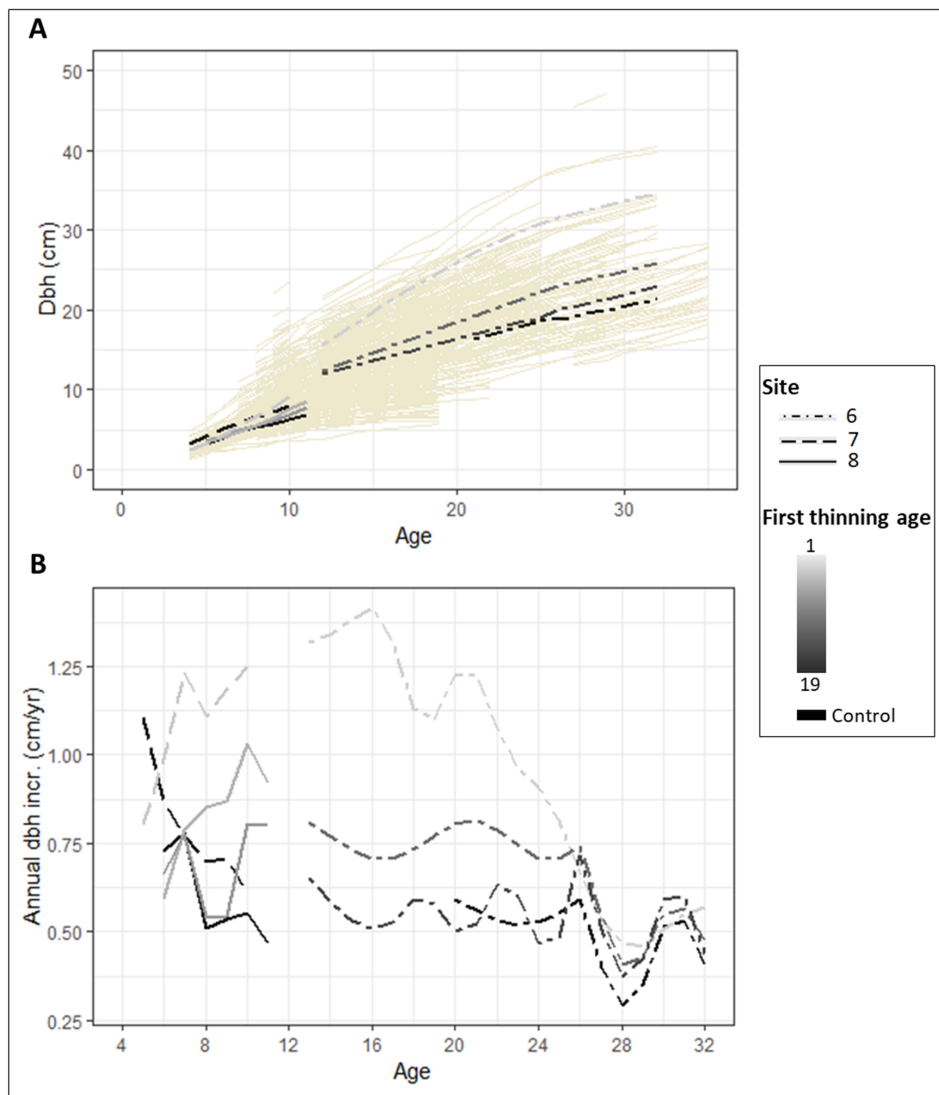 A
50
40
30
20
10
0
Dbh (cm)
0 10 20 30
Age
B
1.25
1.00
0.75
0.50
0.25
Annual dbh incr. (cm/yr)
4 8 12 16 20 24 28 32
Age
Site
6
7
8
First thinning age
1
19
Control